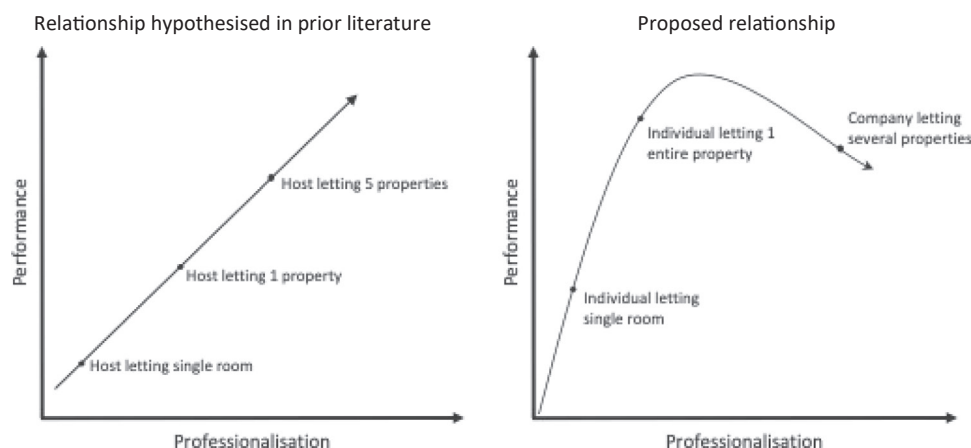 Relationship hypothesised in prior literature
Performance
Host letting 5 properties
Host letting 1 property
Host letting single room
Professionalisation
Proposed relationship
Performance
Company letting
several properties
Individual letting 1
entire property
Individual letting
single room
Professionalisation